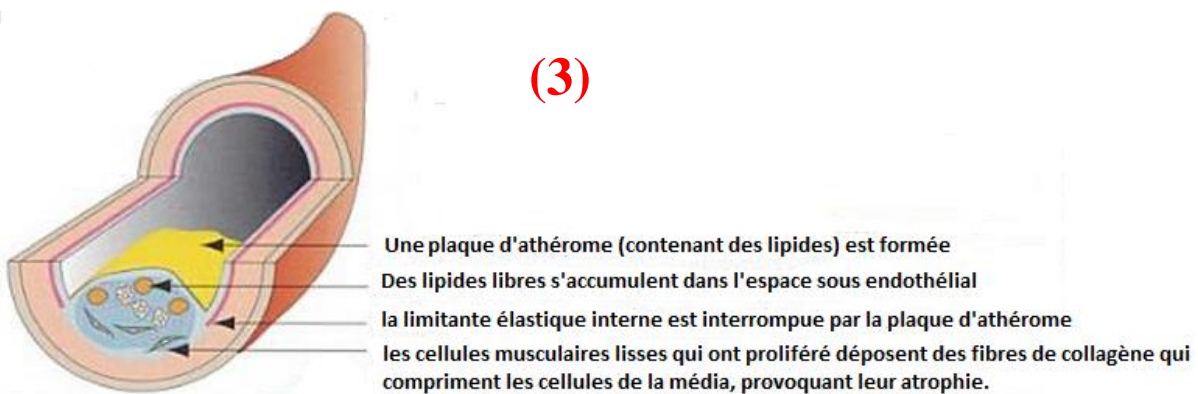 (3)
Une plaque d'athérome (contenant des lipides) est formée
Des lipides libres s'accumulent dans l'espace sous endothélial
la limitante élastique interne est interrompue par la plaque d'athérome
les cellules musculaires lisses qui ont proliféré déposent des fibres de collagène qui
compriment les cellules de la média, provoquant leur atrophie.